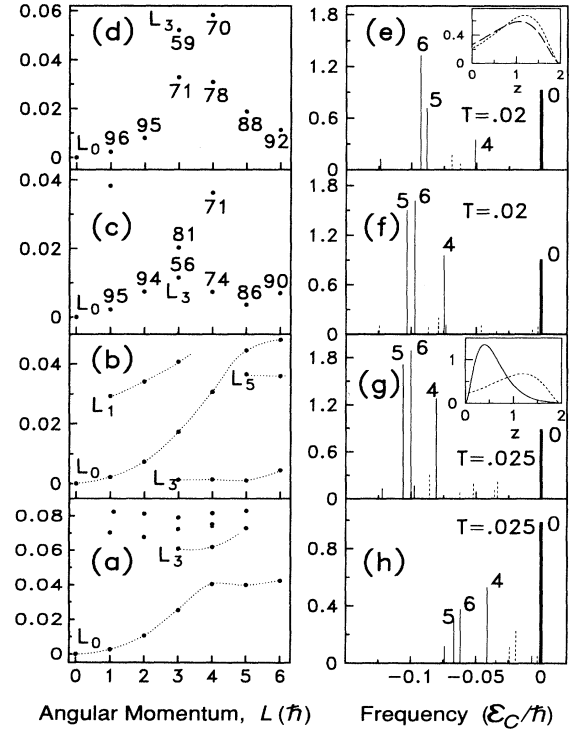 0.06
0.04
0.02
0
(d)
L3
59
70
71
78
L0
96
95
88
92
0.04
0.02
0
(c)
71
81
56
L3
L0
95
94
74
86
90
0.04
0.02
0
(b)
L1
L5
L0
L3
0.08
0.06
0.04
0.02
0
(a)
L3
L0
0 1 2 3 4 5 6
Angular Momentum, L (ħ)
1.8
1.2
0.6
0
(e)
6
5
4
0
T=.02
0.4
0
0 1 2
z
1.8
1.2
0.6
0
(f)
5 6
4
0
T=.02
1.8
1.2
0.6
0
(g)
5 6
4
0
T=.025
1
0
0 1 2
z
0.8
0.4
0
(h)
5 6
4
0
T=.025
-0.1 -0.05 0
Frequency (ℰC/ħ)